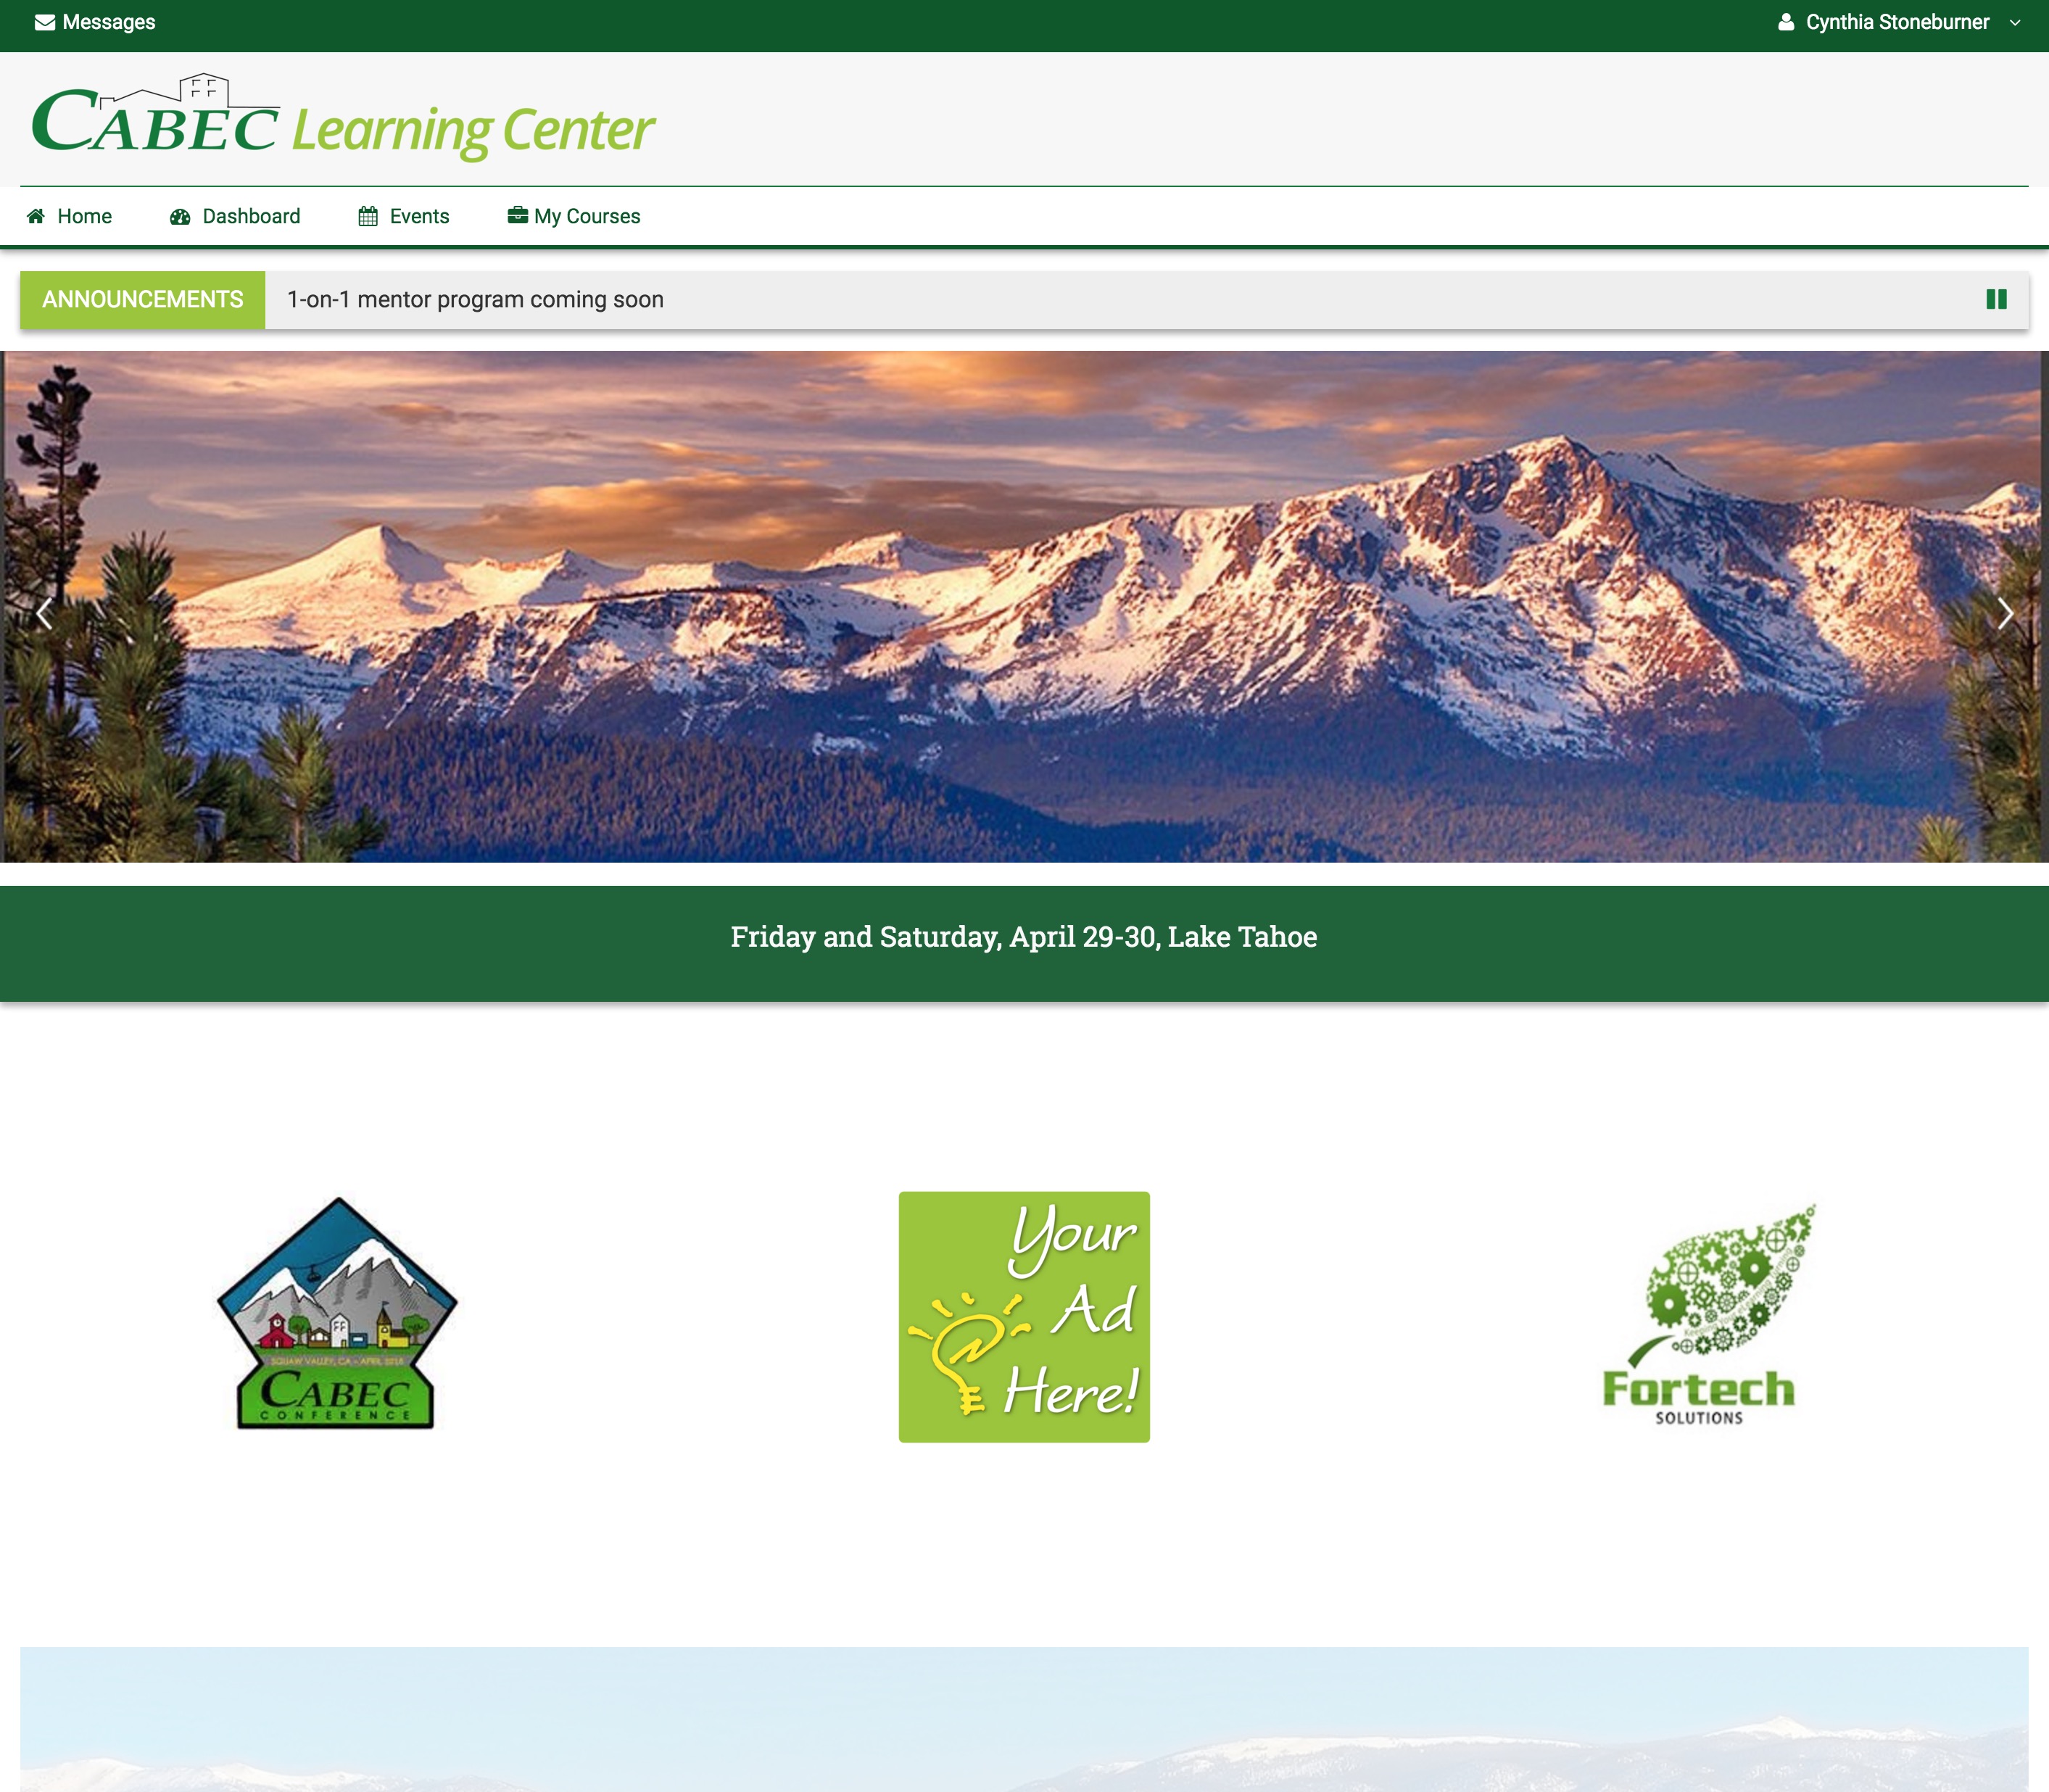 Messages
Cynthia Stoneburner
CABEC Learning Center
Home
Dashboard
Events
My Courses
ANNOUNCEMENTS
1-on-1 mentor program coming soon
Friday and Saturday, April 29-30, Lake Tahoe
SQUAW VALLEY, CA - APRIL 2016
CABEC
CONFERENCE
Your
Ad
Here!
Fortech
SOLUTIONS